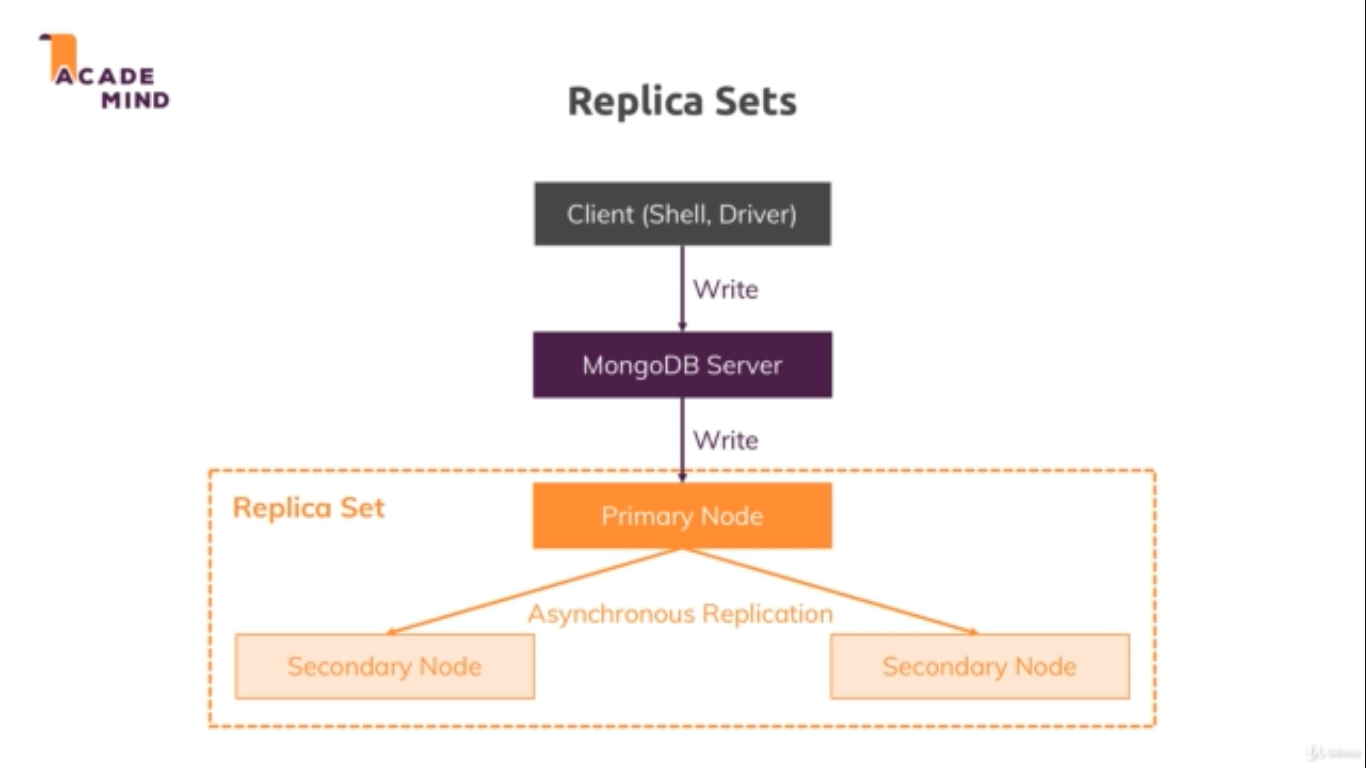 ACADE
MIND
Replica Sets
Client (Shell, Driver)
Write
MongoDB Server
Write
Replica Set
Primary Node
Asynchronous Replication
Secondary Node
Secondary Node